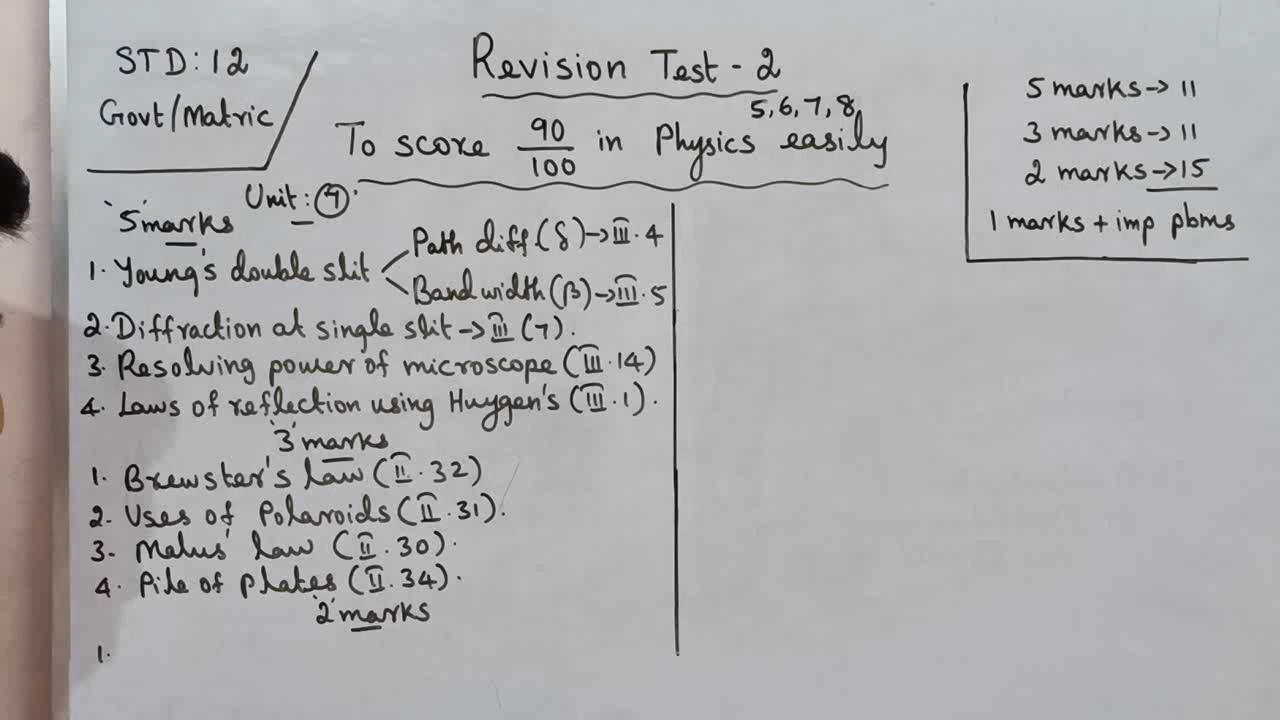 STD: 12
Govt/Matric
Revision Test - 2
5, 6, 7, 8
To score 90/100 in Physics easily
5 marks → 11
3 marks → 11
2 marks → 15
1 marks + imp pbms
Unit: 7
'5' marks
1. Young's double slit
Path diff (δ) → III. 4
Band width (β) → III. 5
2. Diffraction at single slit → III (7).
3. Resolving power of microscope (III. 14)
4. Laws of reflection using Huygen's (III. 1).
'3' marks
1. Brewster's law (II. 32)
2. Uses of Polaroids (II. 31).
3. Malus' law (II. 30).
4. Pile of plates (II. 34).
'2' marks
1.